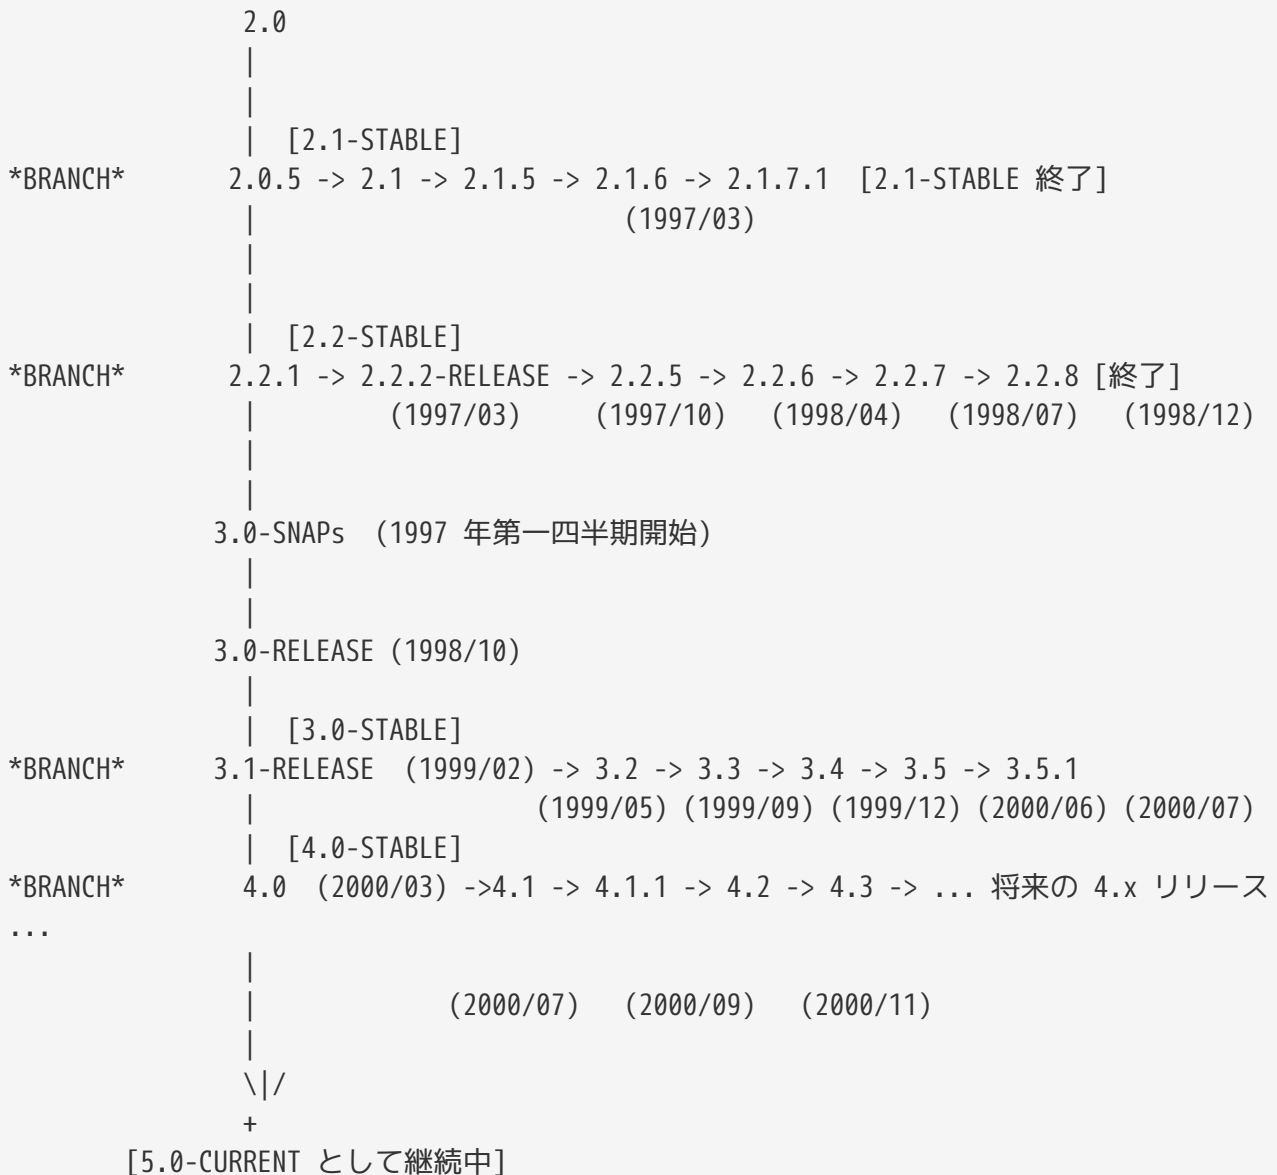 2.0
|
|
| [2.1-STABLE]
*BRANCH* 2.0.5 -> 2.1 -> 2.1.5 -> 2.1.6 -> 2.1.7.1 [2.1-STABLE 終了]
| (1997/03)
|
|
| [2.2-STABLE]
*BRANCH* 2.2.1 -> 2.2.2-RELEASE -> 2.2.5 -> 2.2.6 -> 2.2.7 -> 2.2.8 [終了]
| (1997/03) (1997/10) (1998/04) (1998/07) (1998/12)
|
|
3.0-SNAPs (1997 年第一四半期開始)
|
|
3.0-RELEASE (1998/10)
|
| [3.0-STABLE]
*BRANCH* 3.1-RELEASE (1999/02) -> 3.2 -> 3.3 -> 3.4 -> 3.5 -> 3.5.1
| (1999/05) (1999/09) (1999/12) (2000/06) (2000/07)
| [4.0-STABLE]
*BRANCH* 4.0 (2000/03) ->4.1 -> 4.1.1 -> 4.2 -> 4.3 -> ... 将来の 4.x リリース
...
|
| (2000/07) (2000/09) (2000/11)
|
\|/
+
[5.0-CURRENT として継続中]